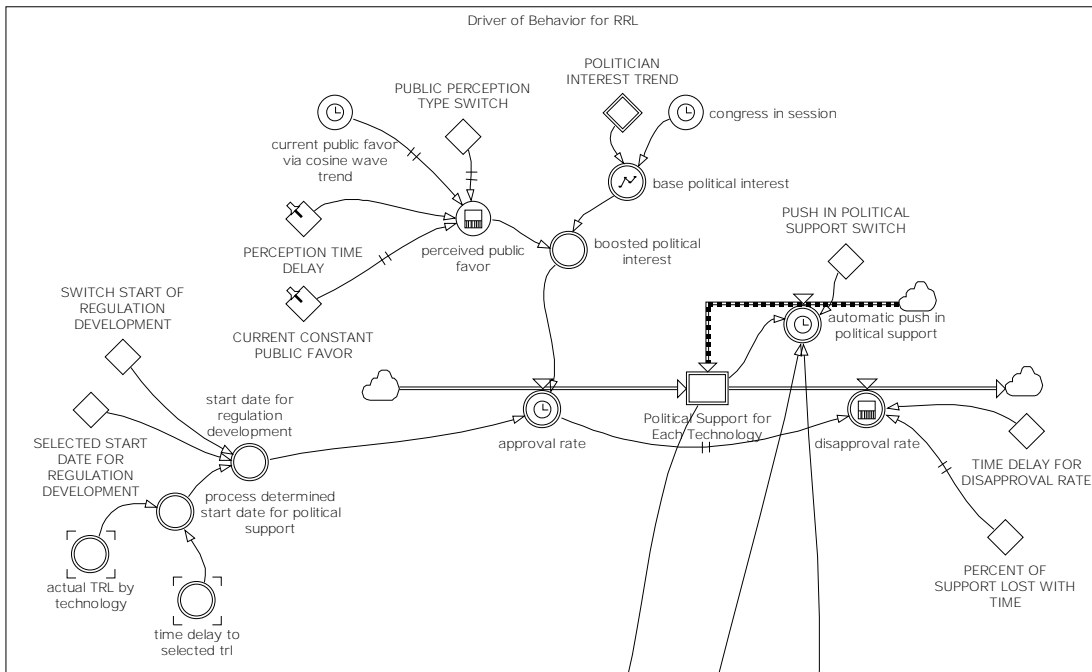 Driver of Behavior for RRL
POLITICIAN
INTEREST TREND
PUBLIC PERCEPTION
TYPE SWITCH
congress in session
current public favor
via cosine wave
trend
base political interest
PUSH IN POLITICAL
SUPPORT SWITCH
PERCEPTION TIME
DELAY
perceived public
favor
boosted political
interest
SWITCH START OF
REGULATION
DEVELOPMENT
CURRENT CONSTANT
PUBLIC FAVOR
automatic push in
political support
start date for
regulation
development
SELECTED START
DATE FOR
REGULATION
DEVELOPMENT
approval rate
Political Support for
Each Technology
disapproval rate
TIME DELAY FOR
DISAPPROVAL RATE
process determined
start date for political
support
actual TRL by
technology
time delay to
selected trl
PERCENT OF
SUPPORT LOST WITH
TIME